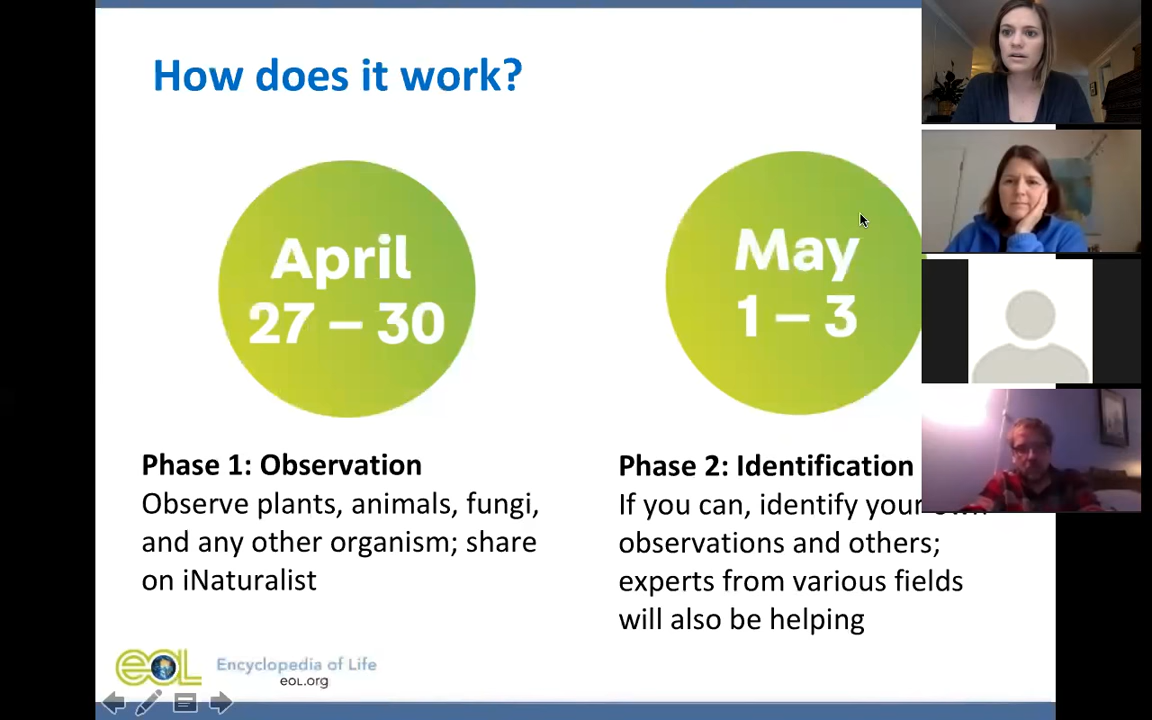 How does it work?
April
27 – 30
May
1 – 3
Phase 1: Observation
Observe plants, animals, fungi,
and any other organism; share
on iNaturalist
Phase 2: Identification
If you can, identify your own
observations and others;
experts from various fields
will also be helping
eOL Encyclopedia of Life
eOL.org